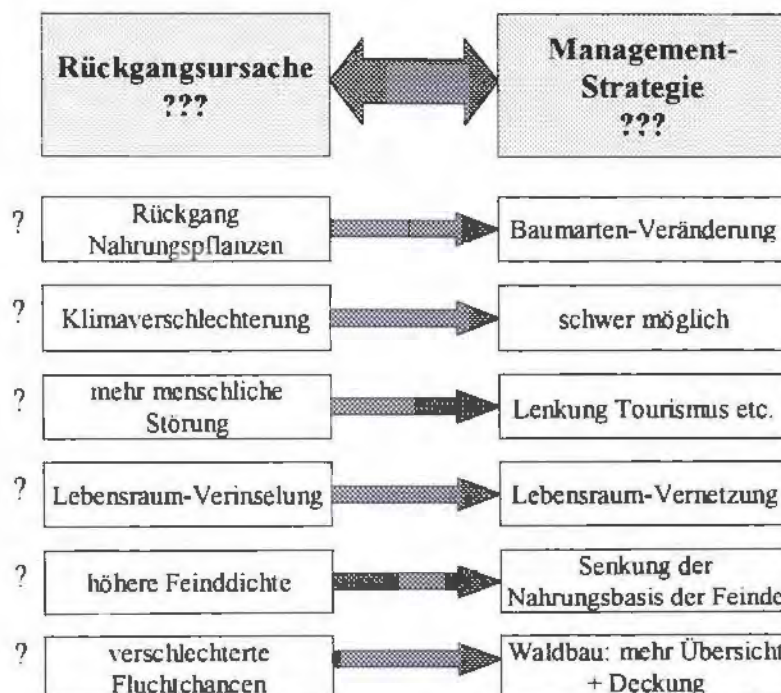 Rückgangsursache
???
Management-
Strategie
???
?
Rückgang
Nahrungspflanzen
Baumarten-Veränderung
?
Klimaverschlechterung
schwer möglich
?
mehr menschliche
Störung
Lenkung Tourismus etc.
?
Lebensraum-Verinselung
Lebensraum-Vernetzung
?
höhere Feinddichte
Senkung der
Nahrungsbasis der Feinde
?
verschlechterte
Fluchtchancen
Waldbau: mehr Übersicht
+ Deckung